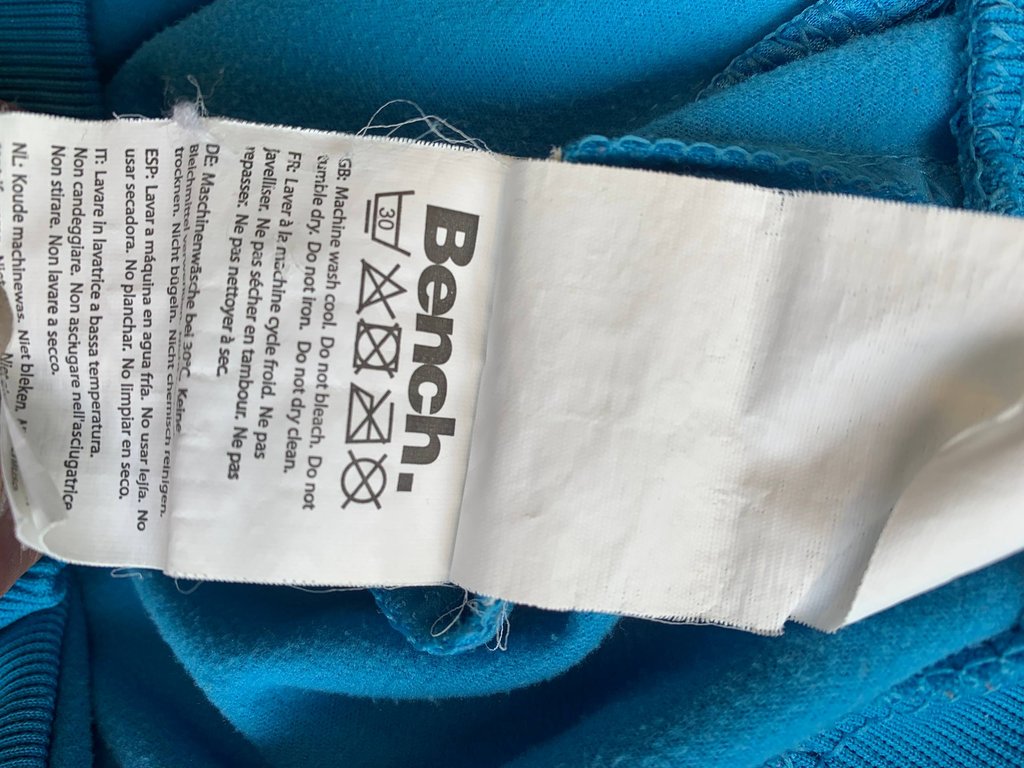 Bench.
30
GB: Machine wash cool. Do not bleach. Do not
tumble dry. Do not iron. Do not dry clean.
FR: Laver à la machine cycle froid. Ne pas
javelliser. Ne pas sécher en tambour. Ne pas
repasser. Ne pas nettoyer à sec.
DE: Maschinenwäsche bei 30°C. Keine
Bleichmittel verwenden.
trocknen. Nicht bügeln. Nicht chemisch reinigen.
ESP: Lavar a máquina en agua fría. No usar lejía. No
usar secadora. No planchar. No limpiar en seco.
IT: Lavare in lavatrice a bassa temperatura.
Non candeggiare. Non asciugare nell'asciugatrice
Non stirare. Non lavare a secco.
NL: Koude machinewas. Niet bleken.